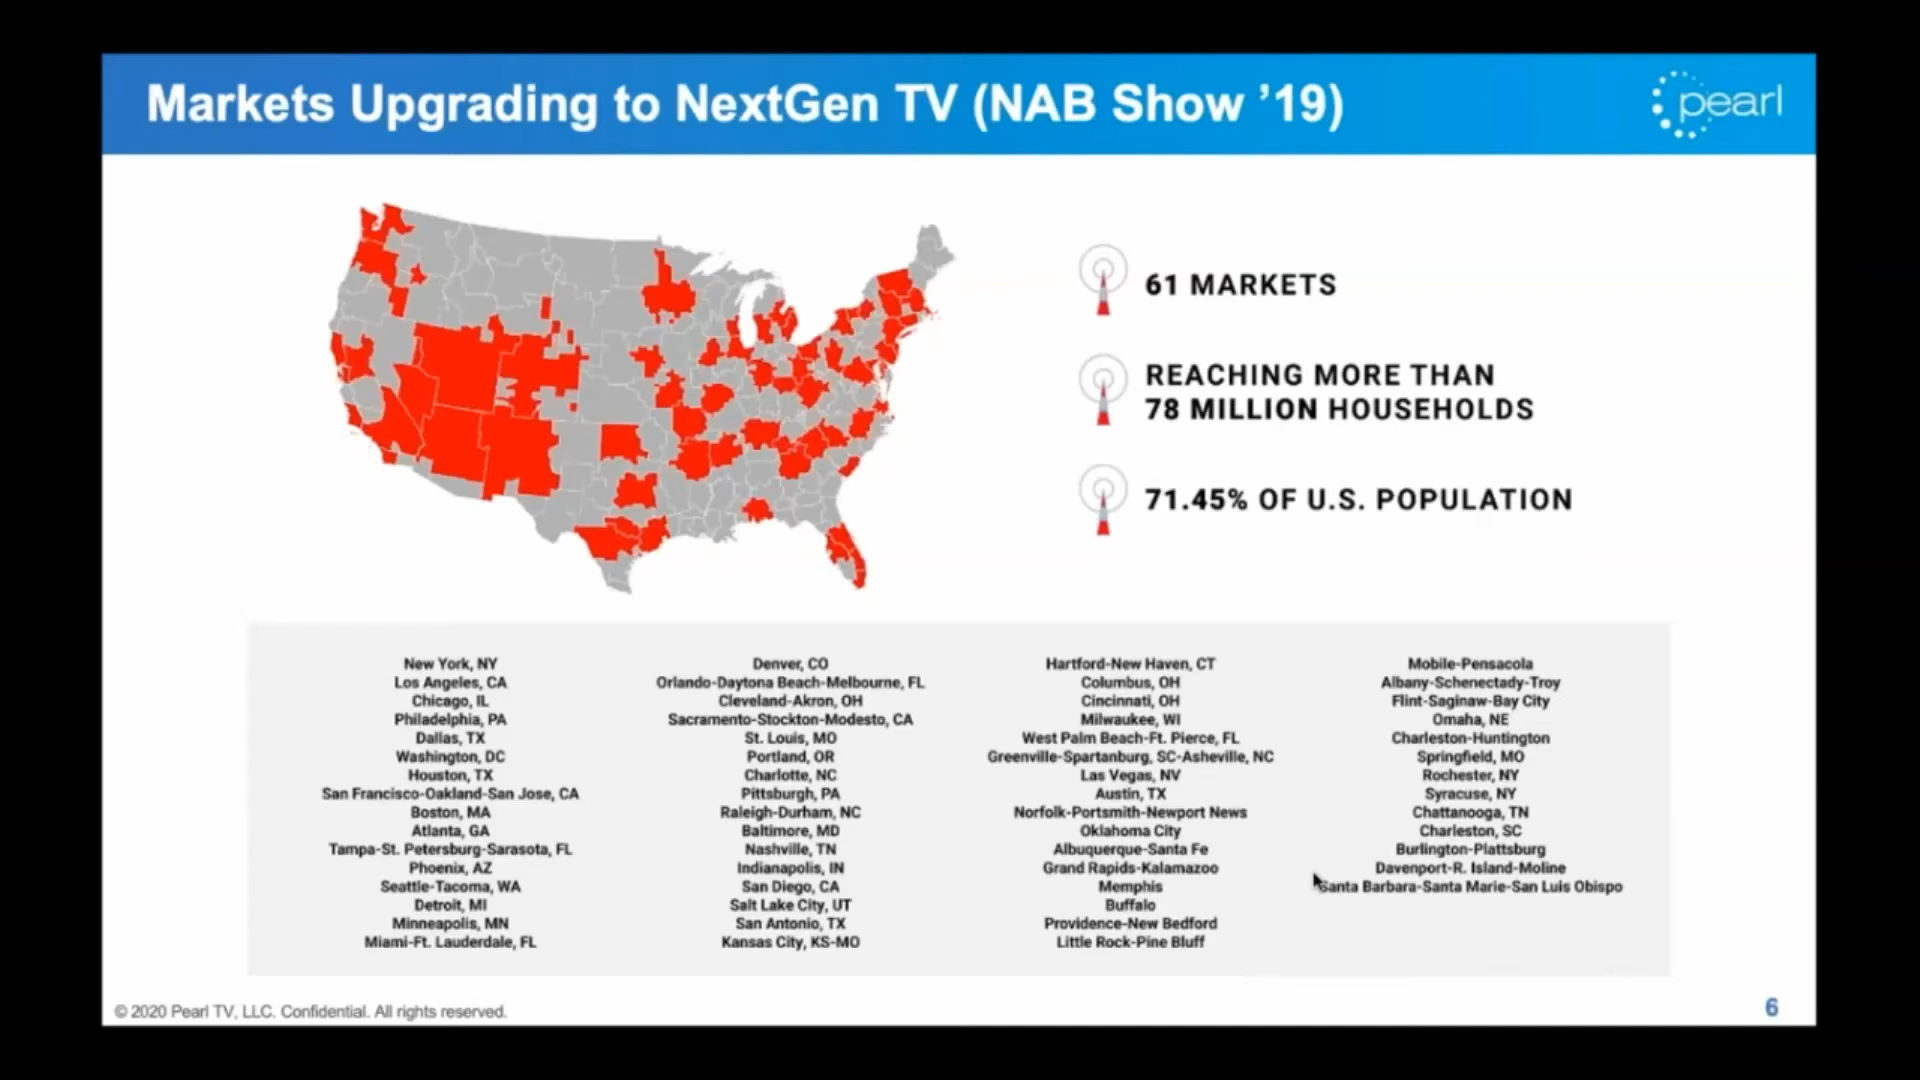 Markets Upgrading to NextGen TV (NAB Show ’19)
pearl
61 MARKETS
REACHING MORE THAN
78 MILLION HOUSEHOLDS
71.45% OF U.S. POPULATION
New York, NY
Los Angeles, CA
Chicago, IL
Philadelphia, PA
Dallas, TX
Washington, DC
Houston, TX
San Francisco-Oakland-San Jose, CA
Boston, MA
Atlanta, GA
Tampa-St. Petersburg-Sarasota, FL
Phoenix, AZ
Seattle-Tacoma, WA
Detroit, MI
Minneapolis, MN
Miami-Ft. Lauderdale, FL
Denver, CO
Orlando-Daytona Beach-Melbourne, FL
Cleveland-Akron, OH
Sacramento-Stockton-Modesto, CA
St. Louis, MO
Portland, OR
Charlotte, NC
Pittsburgh, PA
Raleigh-Durham, NC
Baltimore, MD
Nashville, TN
Indianapolis, IN
San Diego, CA
Salt Lake City, UT
San Antonio, TX
Kansas City, KS-MO
Hartford-New Haven, CT
Columbus, OH
Cincinnati, OH
Milwaukee, WI
West Palm Beach-Ft. Pierce, FL
Greenville-Spartanburg, SC-Asheville, NC
Las Vegas, NV
Austin, TX
Norfolk-Portsmith-Newport News
Oklahoma City
Albuquerque-Santa Fe
Grand Rapids-Kalamazoo
Memphis
Buffalo
Providence-New Bedford
Little Rock-Pine Bluff
Mobile-Pensacola
Albany-Schenectady-Troy
Flint-Saginaw-Bay City
Omaha, NE
Charleston-Huntington
Springfield, MO
Rochester, NY
Syracuse, NY
Chattanooga, TN
Charleston, SC
Burlington-Plattsburg
Davenport-R. Island-Moline
Santa Barbara-Santa Marie-San Luis Obispo
© 2020 Pearl TV, LLC. Confidential. All rights reserved.
6